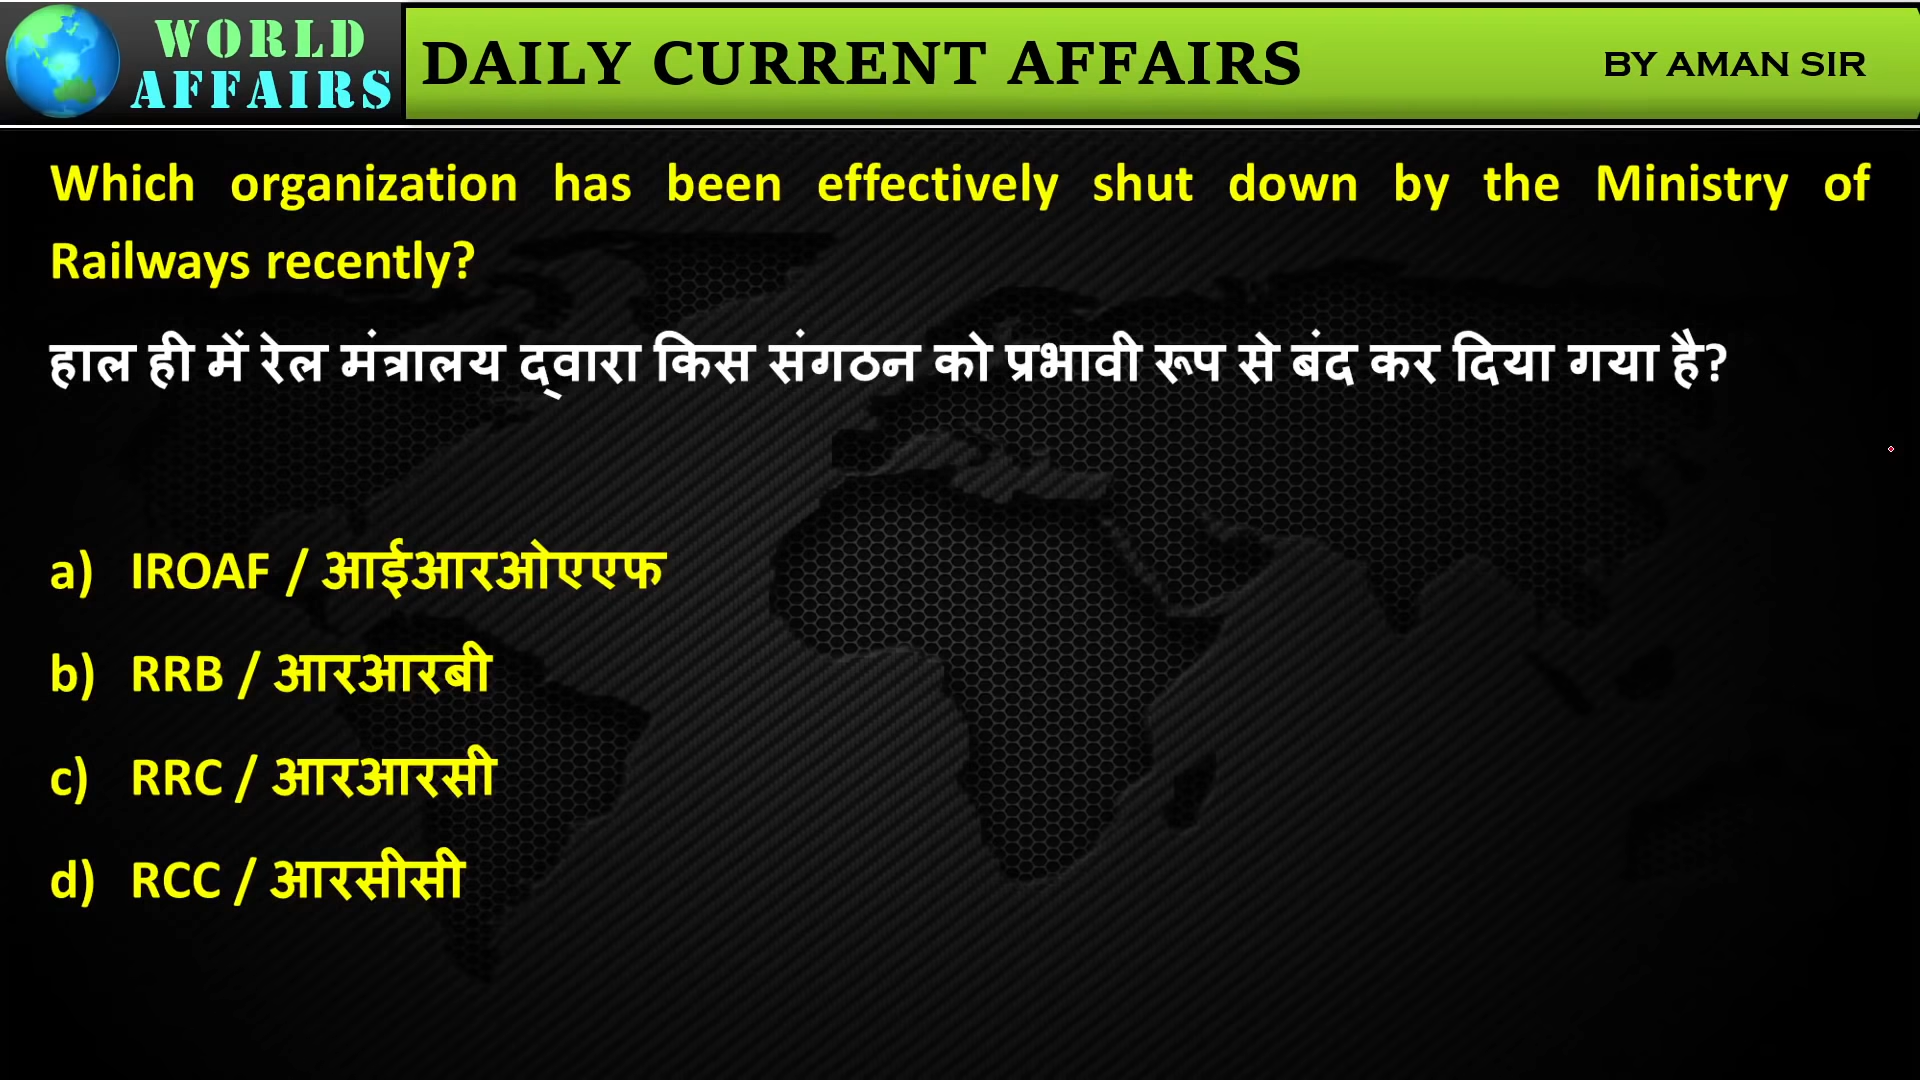 WORLD
AFFAIRS
DAILY CURRENT AFFAIRS
BY AMAN SIR
Which organization has been effectively shut down by the Ministry of
Railways recently?
हाल ही में रेल मंत्रालय द्वारा किस संगठन को प्रभावी रूप से बंद कर दिया गया है?
a) IROAF / आईआरओएएफ
b) RRB / आरआरबी
c) RRC / आरआरसी
d) RCC / आरसीसी